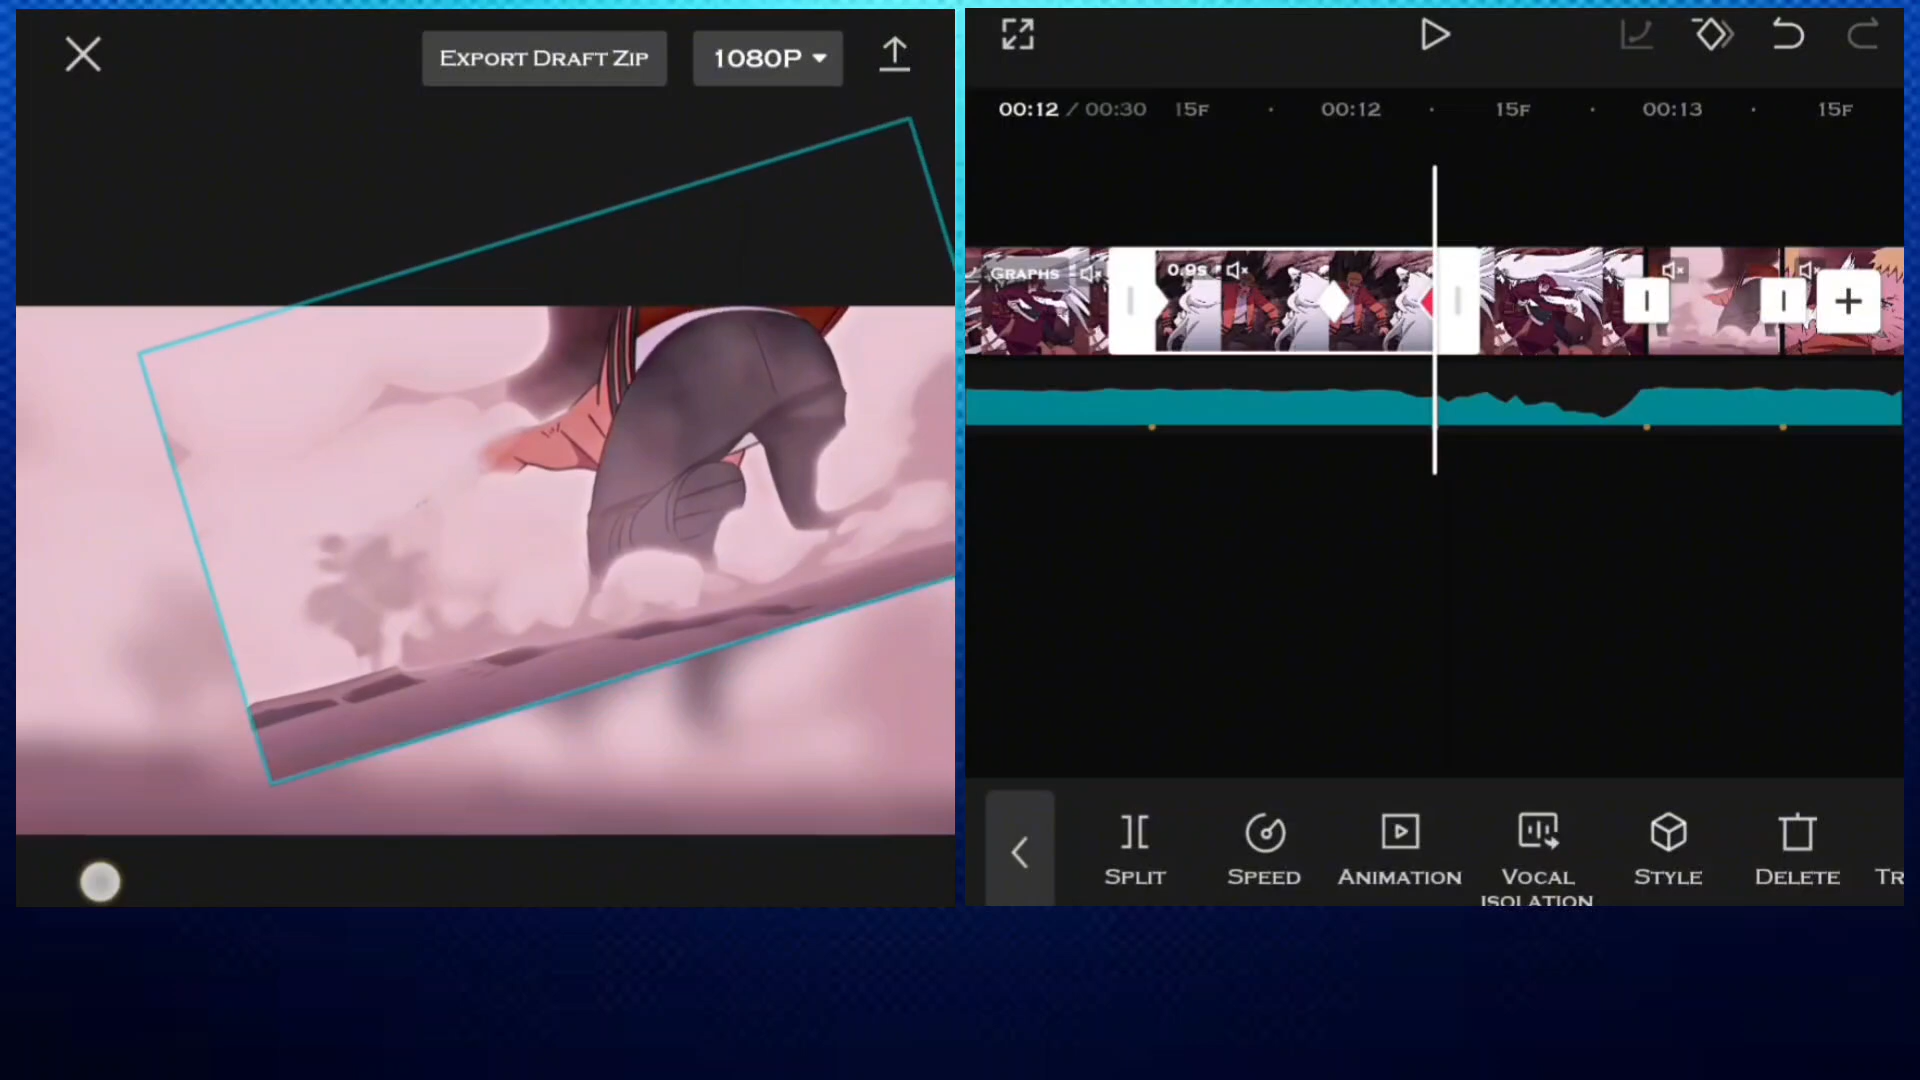 EXPORT DRAFT ZIP
1080P
00:12 / 00:30 15F 00:12 15F 00:13 15F
GRAPHS
0.9s
SPLIT
SPEED
ANIMATION
VOCAL
ISOLATION
STYLE
DELETE
TR